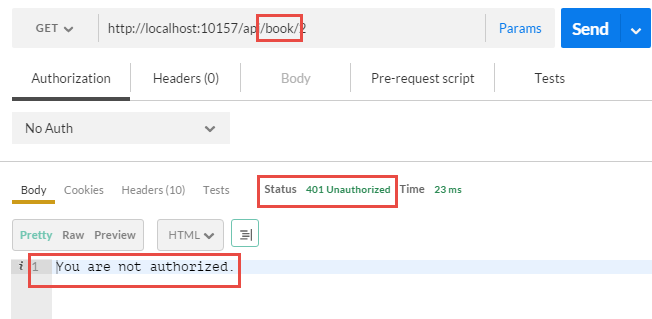 GET http://localhost:10157/api/book/2 Params Send
Authorization Headers (0) Body Pre-request script Tests
No Auth
Body Cookies Headers (10) Tests Status 401 Unauthorized Time 23 ms
Pretty Raw Preview HTML
i 1 You are not authorized.